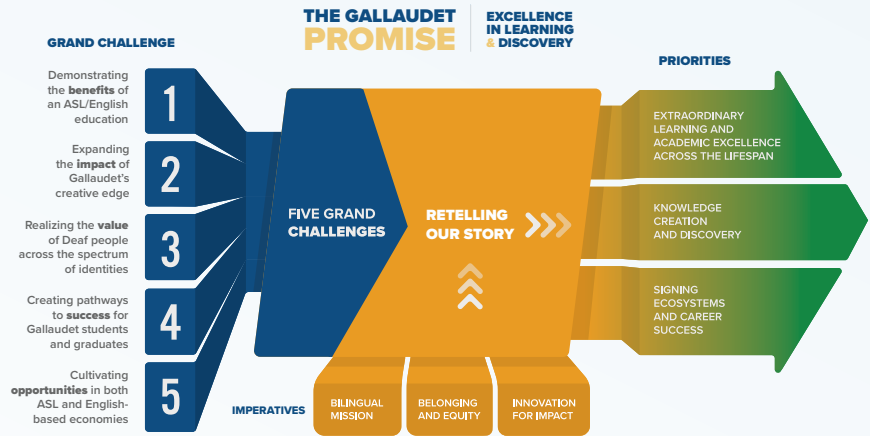 THE GALLAUDET
PROMISE
EXCELLENCE
IN LEARNING
& DISCOVERY
GRAND CHALLENGE
Demonstrating
the benefits of
an ASL/English
education
1
Expanding
the impact of
Gallaudet's
creative edge
2
Realizing the value
of Deaf people
across the spectrum
of identities
3
Creating pathways
to success for
Gallaudet students
and graduates
4
Cultivating
opportunities in both
ASL and English-
based economies
5
FIVE GRAND
CHALLENGES
RETELLING
OUR STORY
IMPERATIVES
BILINGUAL
MISSION
BELONGING
AND EQUITY
INNOVATION
FOR IMPACT
PRIORITIES
EXTRAORDINARY
LEARNING AND
ACADEMIC EXCELLENCE
ACROSS THE LIFESPAN
KNOWLEDGE
CREATION
AND DISCOVERY
SIGNING
ECOSYSTEMS
AND CAREER
SUCCESS